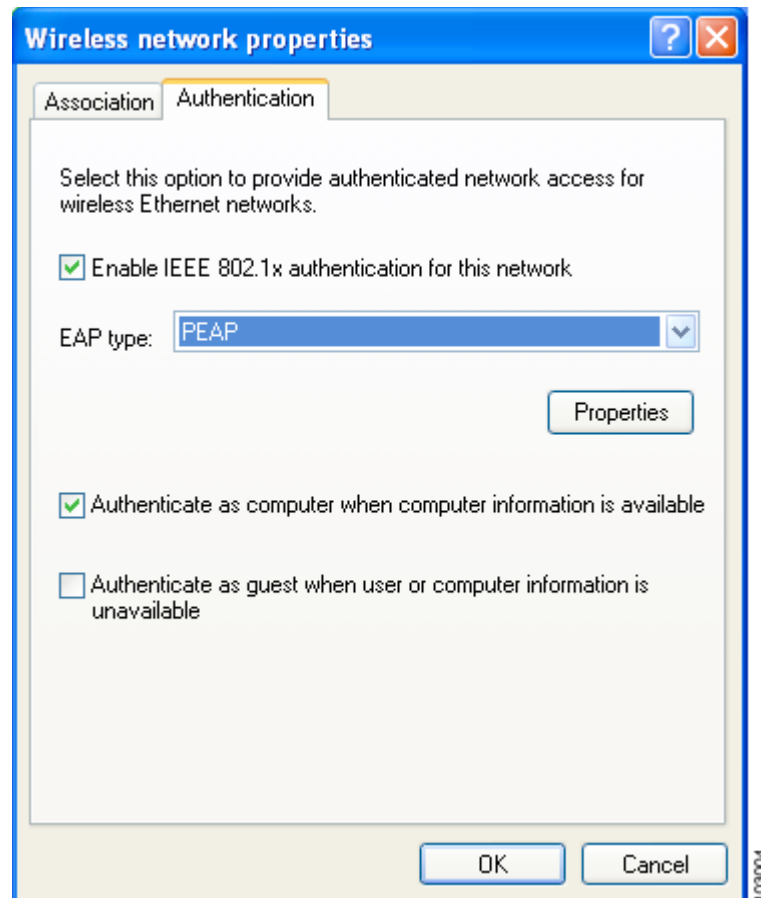 Wireless network properties
Association
Authentication
Select this option to provide authenticated network access for
wireless Ethernet networks.
Enable IEEE 802.1x authentication for this network
EAP type:
PEAP
Properties
Authenticate as computer when computer information is available
Authenticate as guest when user or computer information is
unavailable
OK
Cancel